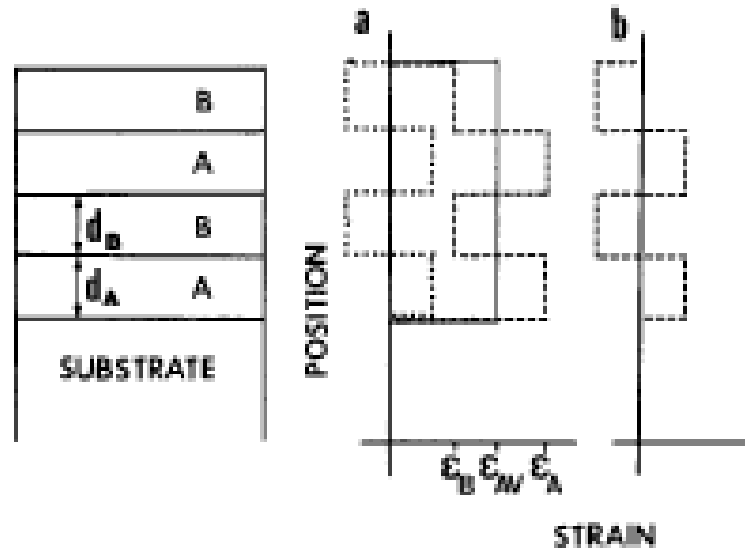 a
b
B
A
d_B B
d_A A
SUBSTRATE
POSITION
ε_B ε_AV ε_A
STRAIN